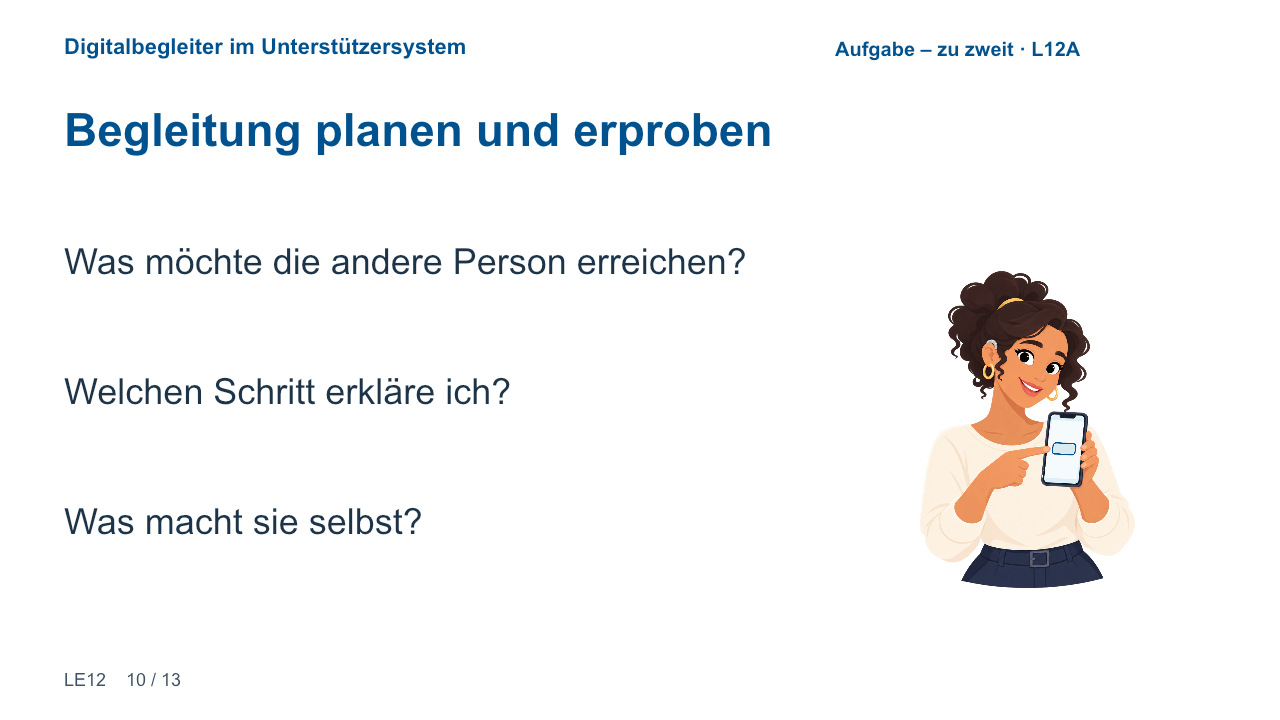 Digitalbegleiter im Unterstützersystem
Aufgabe – zu zweit · L12A
Begleitung planen und erproben
Was möchte die andere Person erreichen?
Welchen Schritt erkläre ich?
Was macht sie selbst?
LE12 10 / 13